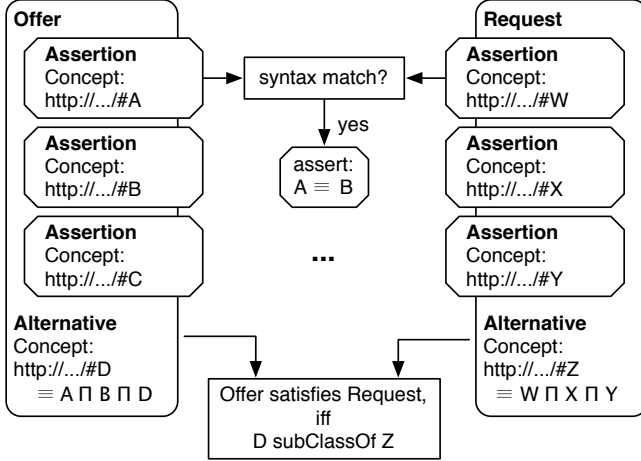 Offer
Assertion
Concept:
http://.../#A
Assertion
Concept:
http://.../#B
Assertion
Concept:
http://.../#C
Alternative
Concept:
http://.../#D
≡ A Π B Π D
syntax match?
yes
assert:
A ≡ B
...
Offer satisfies Request,
iff
D subClassOf Z
Request
Assertion
Concept:
http://.../#W
Assertion
Concept:
http://.../#X
Assertion
Concept:
http://.../#Y
Alternative
Concept:
http://.../#Z
≡ W Π X Π Y